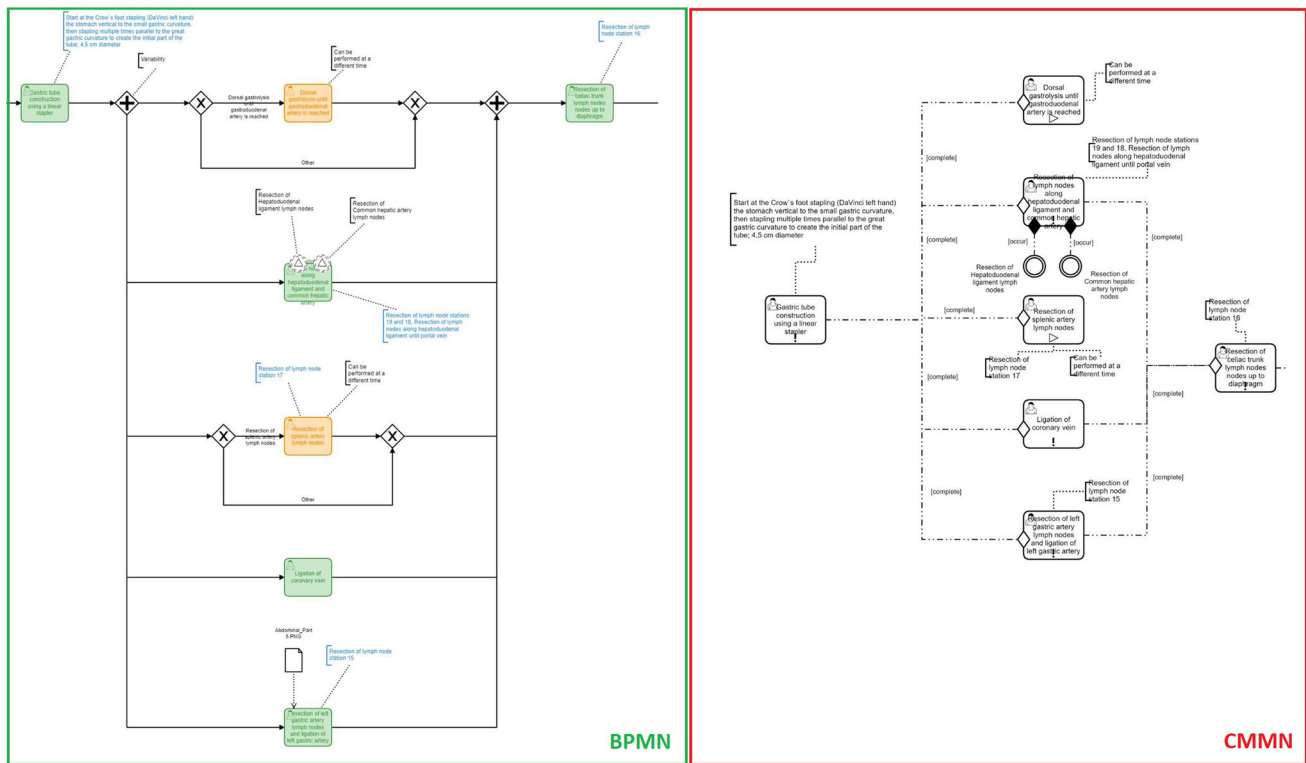 Start at the Crow`s foot stapling (DaVinci left hand)
the stomach vertical to the small gastric curvature,
then stapling multiple times parallel to the great
gastric curvature to create the initial part of the
tube; 4,5 cm diameter
Variability
Can be
performed at a
different time
Resection of lymph
node station 16
Gastric tube
construction
using a linear
stapler
Dorsal gastrolysis
until
gastroduodenal
artery is reached
Dorsal
gastrolysis until
gastroduodenal
artery is reached
Resection of
celiac trunk
lymph nodes
nodes up to
diaphragm
Other
Resection of
Hepatoduodenal
ligament lymph nodes
Resection of
Common hepatic artery
lymph nodes
along
hepatoduodenal
ligament and
common hepatic
artery
Resection of lymph node stations
19 and 18, Resection of lymph
nodes along hepatoduodenal
ligament until portal vein
Resection of lymph node
station 17
Can be
performed at a
different time
Resection of
splenic artery
lymph nodes
Resection of
splenic artery
lymph nodes
Other
Ligation of
coronary vein
Abdominal_Part
5 PNG
Resection of lymph node
station 15
Resection of left
gastric artery
lymph nodes
and ligation of
left gastric artery
BPMN
Can be
performed at a
different time
Dorsal
gastrolysis until
gastroduodenal
artery is reached
[complete]
Resection of lymph node stations
19 and 18, Resection of lymph
nodes along hepatoduodenal
ligament until portal vein
Resection of
lymph nodes
along
hepatoduodenal
ligament and
common hepatic
artery
Start at the Crow`s foot stapling (DaVinci left hand)
the stomach vertical to the small gastric curvature,
then stapling multiple times parallel to the great
gastric curvature to create the initial part of the
tube; 4,5 cm diameter
[complete]
[occur]
[occur]
[complete]
Resection of
Hepatoduodenal
ligament lymph
nodes
Resection of
Common hepatic
artery lymph
nodes
Gastric tube
construction
using a linear
stapler
[complete]
Resection of
splenic artery
lymph nodes
Resection of
lymph node
station 16
Resection of
lymph node
station 17
Can be
performed at a
different time
Resection of
celiac trunk
lymph nodes
nodes up to
diaphragm
[complete]
[complete]
Ligation of
coronary vein
[complete]
[complete]
Resection of
lymph node
station 15
Resection of left
gastric artery
lymph nodes
and ligation of
left gastric artery
CMMN